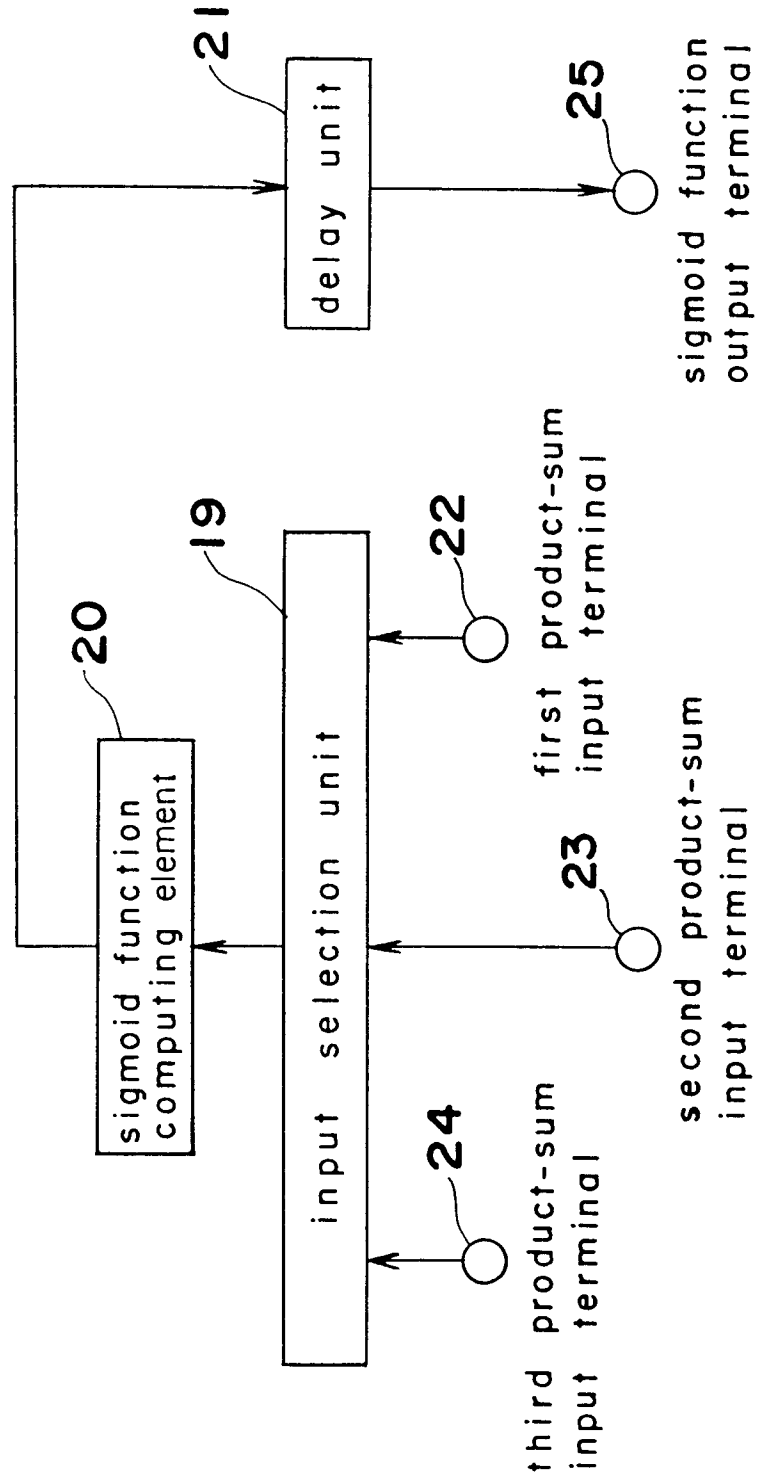 20
sigmoid function
computing element
19
input selection unit
21
delay unit
24
third product-sum
input terminal
23
second product-sum
input terminal
22
first product-sum
input terminal
25
sigmoid function
output terminal